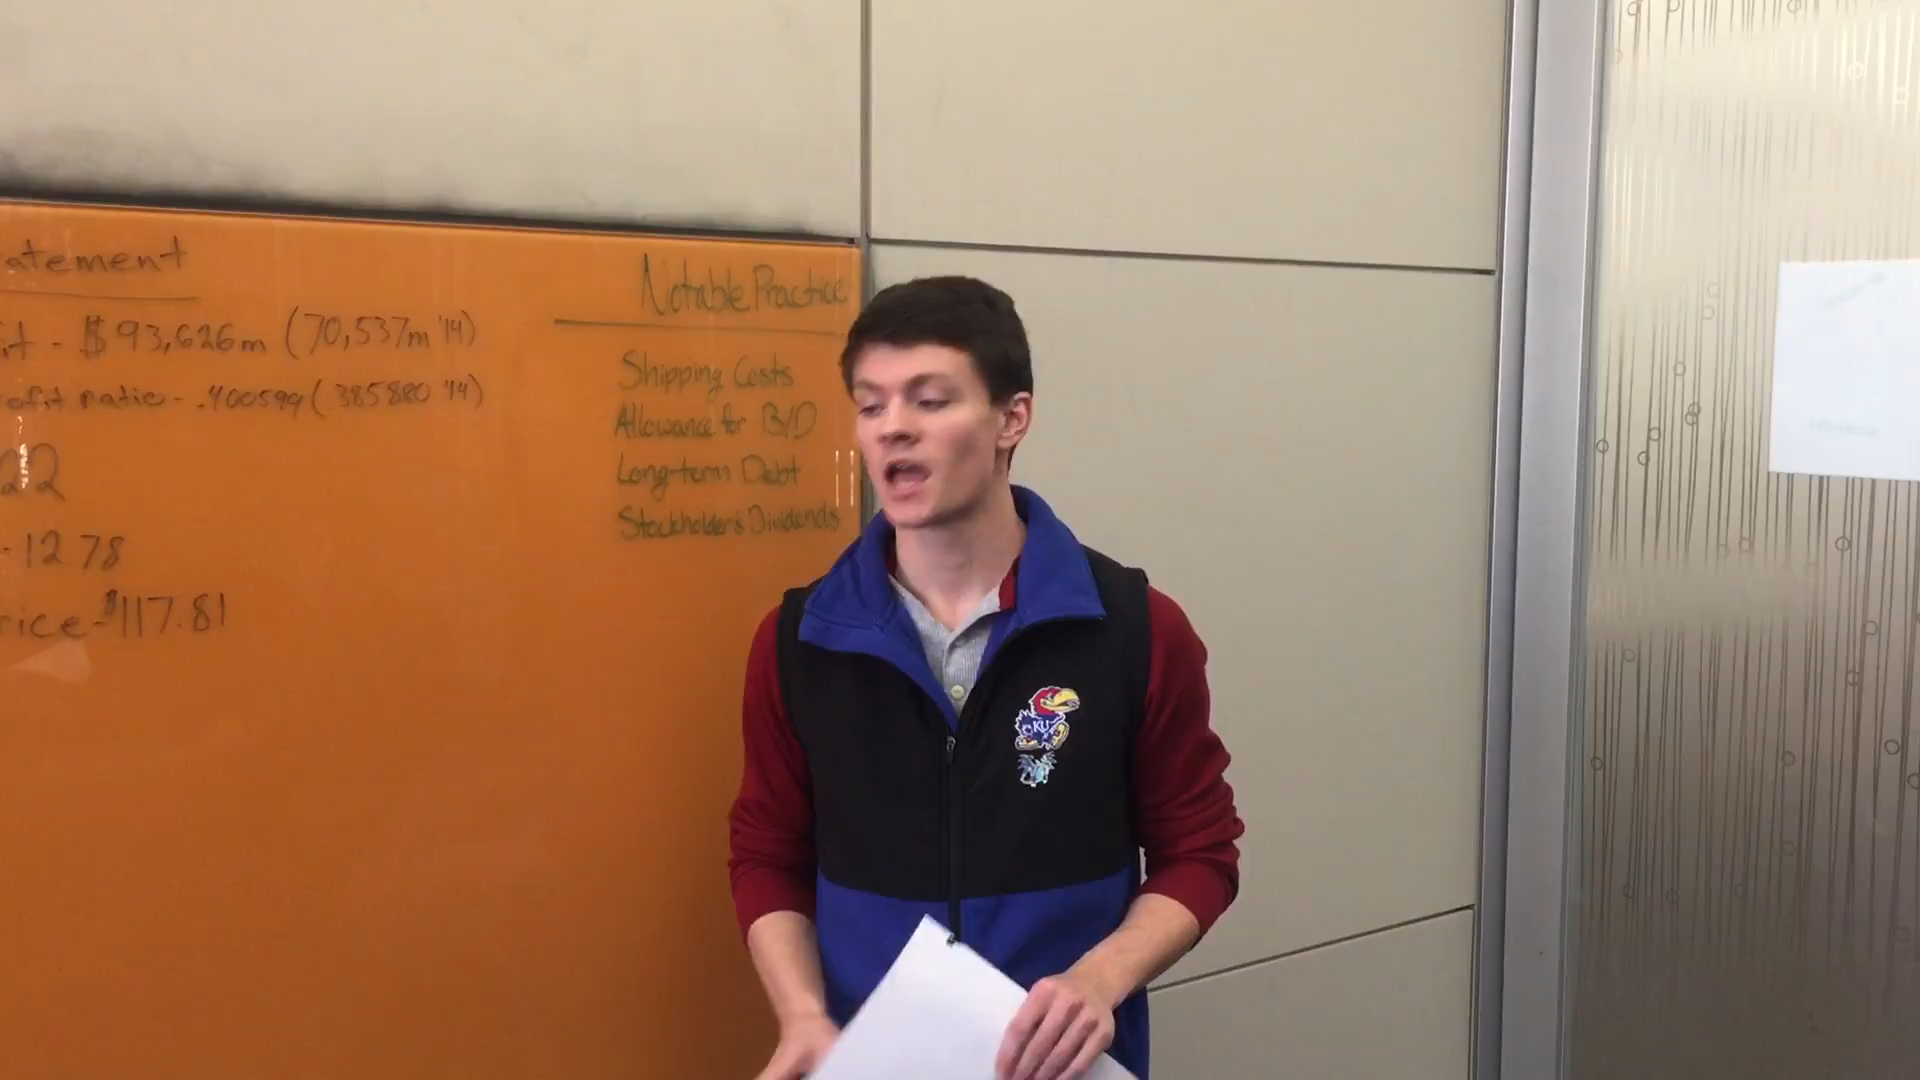 atement
it - $93,626m (70,537m '14)
ofit ratio - .400599 (385880 '14)
22
- 12.78
rice - $117.81
Notable Practice
Shipping Costs
Allowance for B/D
Long-term Debt
Stockholder's Dividends
KU